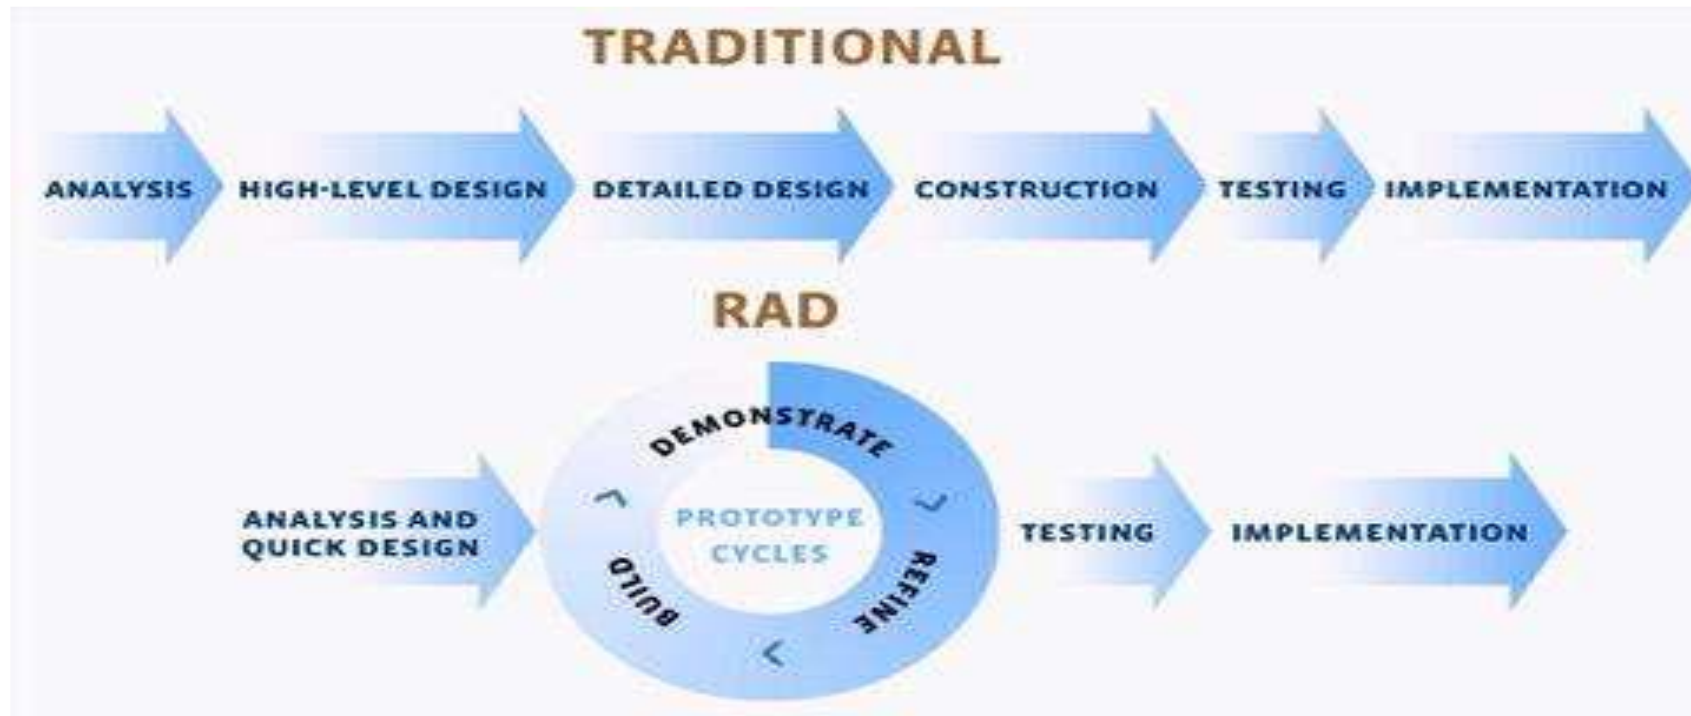 TRADITIONAL
ANALYSIS
HIGH-LEVEL DESIGN
DETAILED DESIGN
CONSTRUCTION
TESTING
IMPLEMENTATION
RAD
ANALYSIS AND
QUICK DESIGN
DEMONSTRATE
REFINE
BUILD
PROTOTYPE
CYCLES
TESTING
IMPLEMENTATION